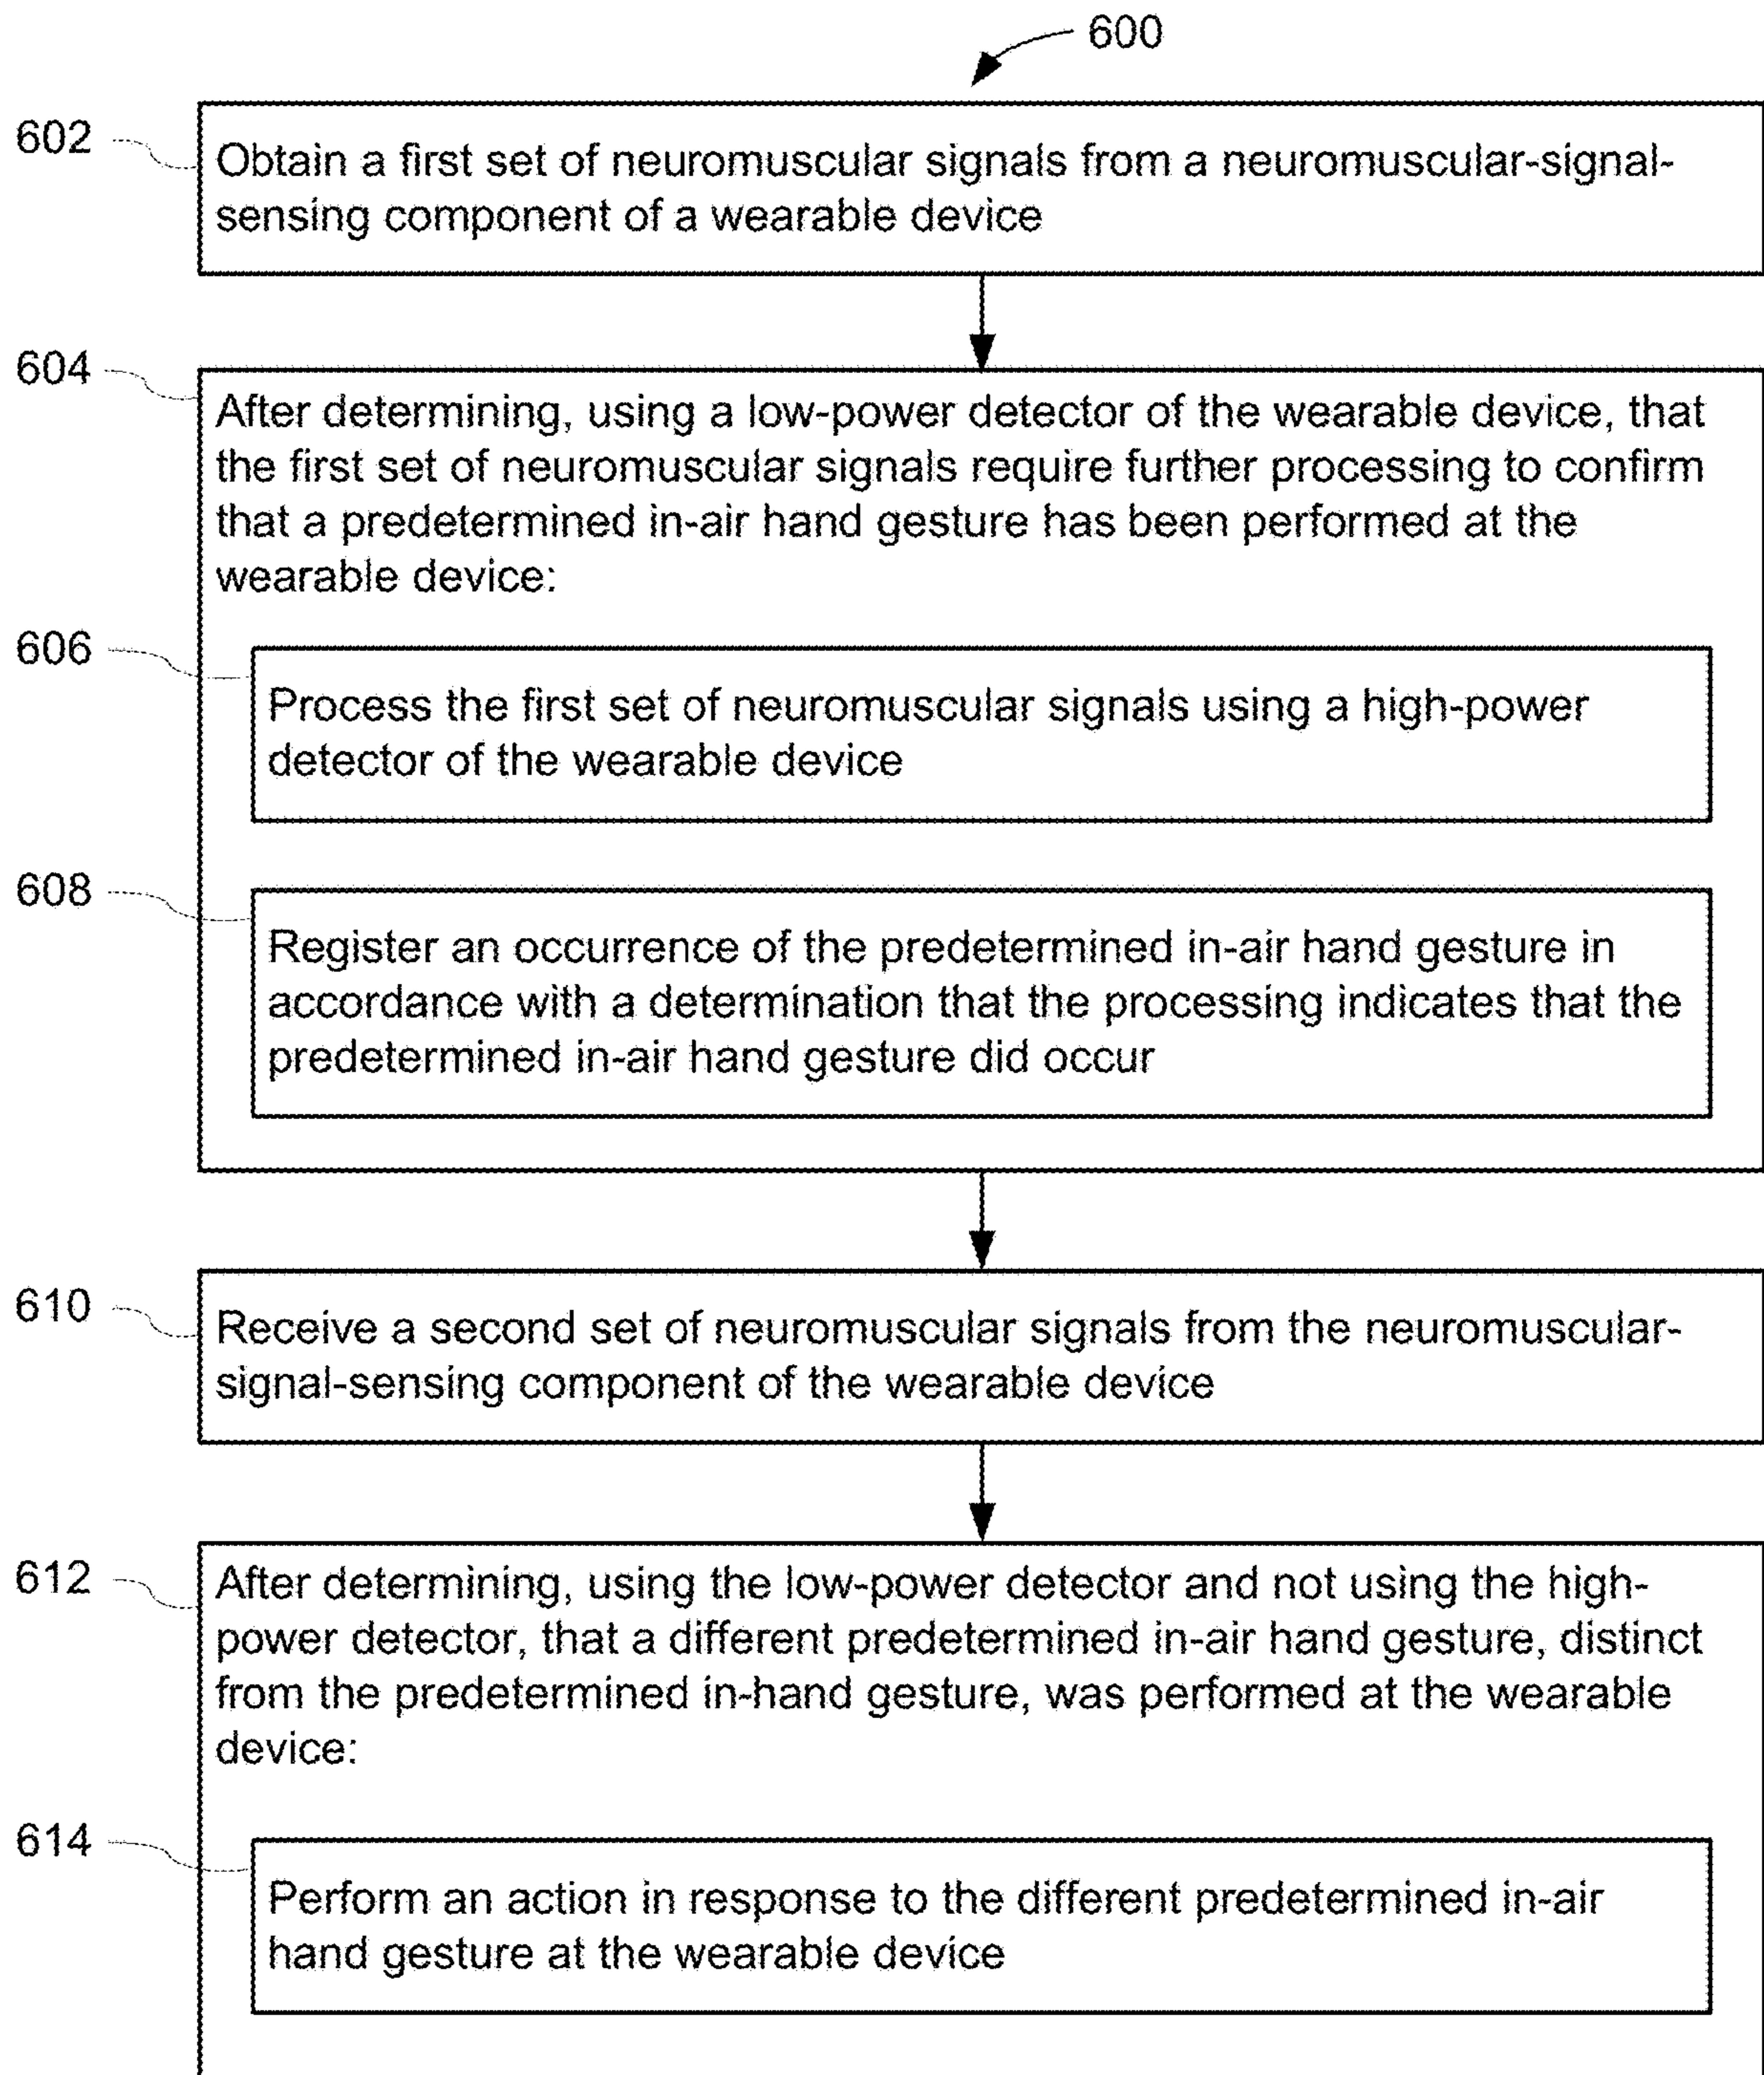 600
602
Obtain a first set of neuromuscular signals from a neuromuscular-signal-
sensing component of a wearable device
604
After determining, using a low-power detector of the wearable device, that
the first set of neuromuscular signals require further processing to confirm
that a predetermined in-air hand gesture has been performed at the
wearable device:
606
Process the first set of neuromuscular signals using a high-power
detector of the wearable device
608
Register an occurrence of the predetermined in-air hand gesture in
accordance with a determination that the processing indicates that the
predetermined in-air hand gesture did occur
610
Receive a second set of neuromuscular signals from the neuromuscular-
signal-sensing component of the wearable device
612
After determining, using the low-power detector and not using the high-
power detector, that a different predetermined in-air hand gesture, distinct
from the predetermined in-hand gesture, was performed at the wearable
device:
614
Perform an action in response to the different predetermined in-air
hand gesture at the wearable device